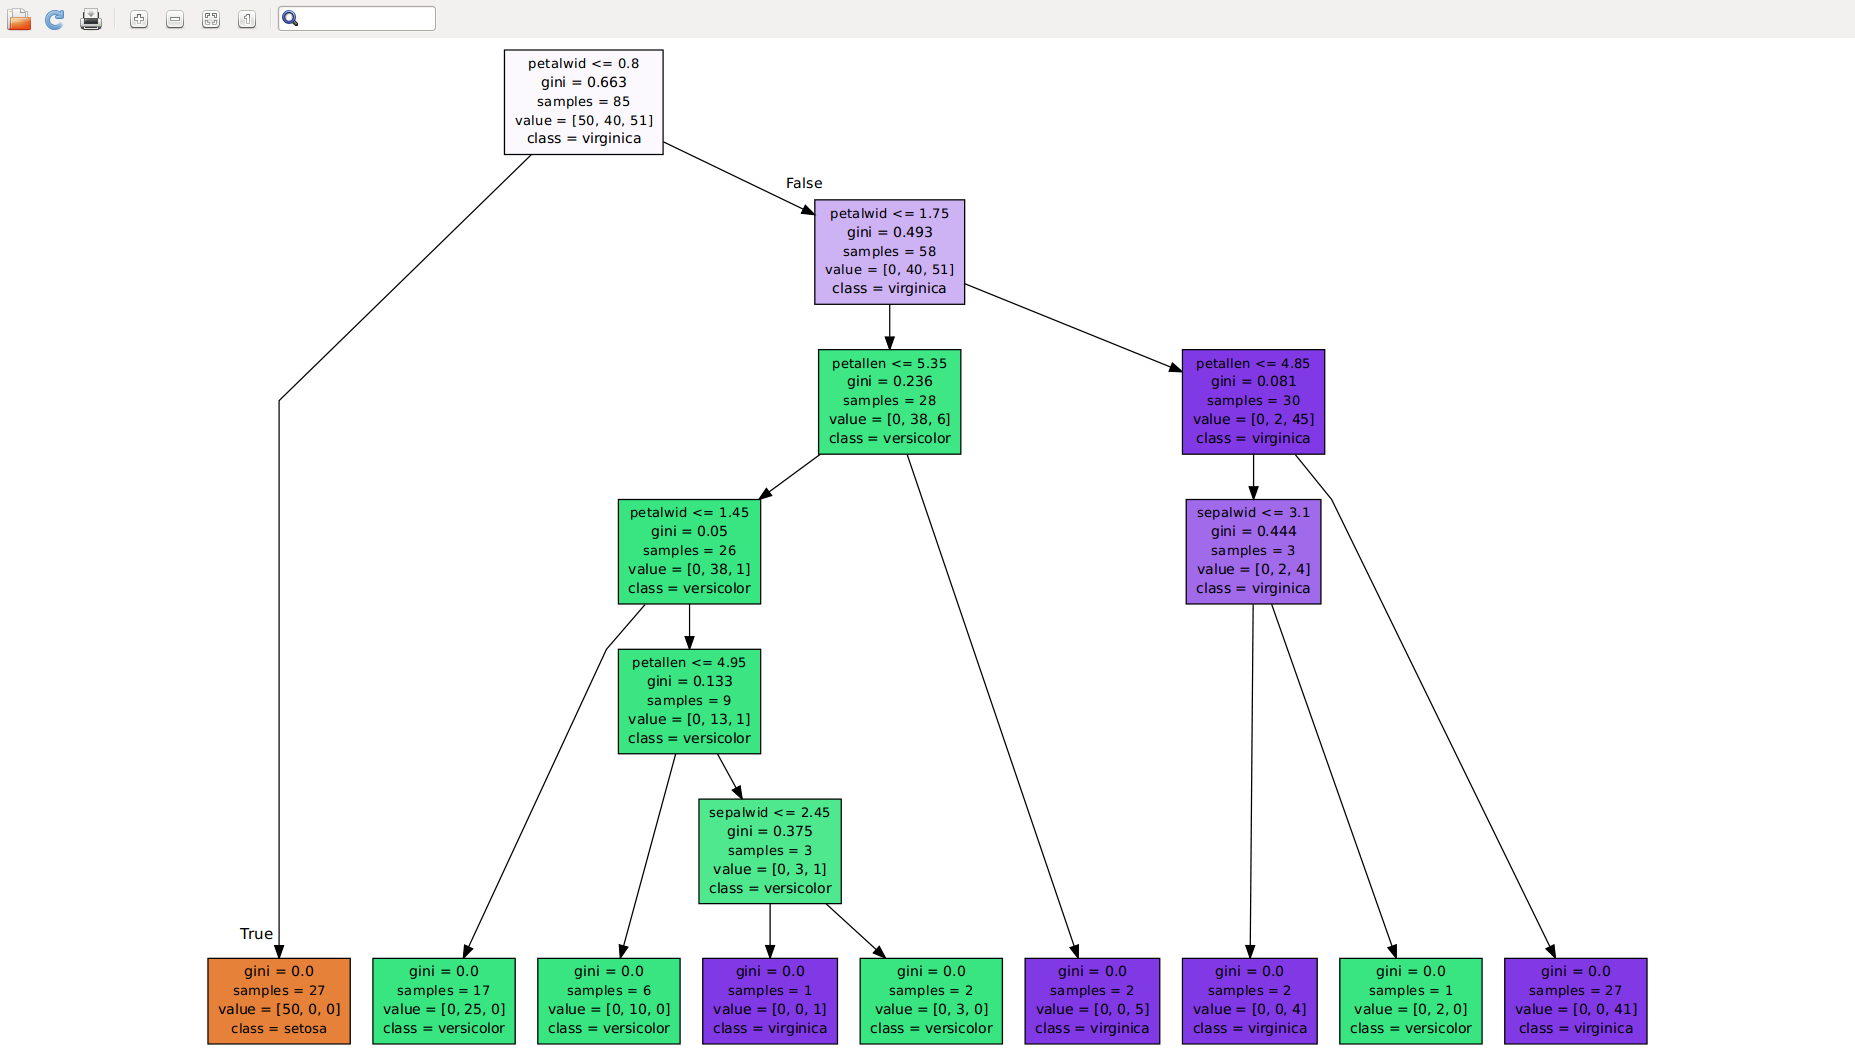 1
petalwid <= 0.8
gini = 0.663
samples = 85
value = [50, 40, 51]
class = virginica
False
petalwid <= 1.75
gini = 0.493
samples = 58
value = [0, 40, 51]
class = virginica
petallen <= 5.35
gini = 0.236
samples = 28
value = [0, 38, 6]
class = versicolor
petallen <= 4.85
gini = 0.081
samples = 30
value = [0, 2, 45]
class = virginica
petalwid <= 1.45
gini = 0.05
samples = 26
value = [0, 38, 1]
class = versicolor
sepalwid <= 3.1
gini = 0.444
samples = 3
value = [0, 2, 4]
class = virginica
petallen <= 4.95
gini = 0.133
samples = 9
value = [0, 13, 1]
class = versicolor
sepalwid <= 2.45
gini = 0.375
samples = 3
value = [0, 3, 1]
class = versicolor
True
gini = 0.0
samples = 27
value = [50, 0, 0]
class = setosa
gini = 0.0
samples = 17
value = [0, 25, 0]
class = versicolor
gini = 0.0
samples = 6
value = [0, 10, 0]
class = versicolor
gini = 0.0
samples = 1
value = [0, 0, 1]
class = virginica
gini = 0.0
samples = 2
value = [0, 3, 0]
class = versicolor
gini = 0.0
samples = 2
value = [0, 0, 5]
class = virginica
gini = 0.0
samples = 2
value = [0, 0, 4]
class = virginica
gini = 0.0
samples = 1
value = [0, 2, 0]
class = versicolor
gini = 0.0
samples = 27
value = [0, 0, 41]
class = virginica